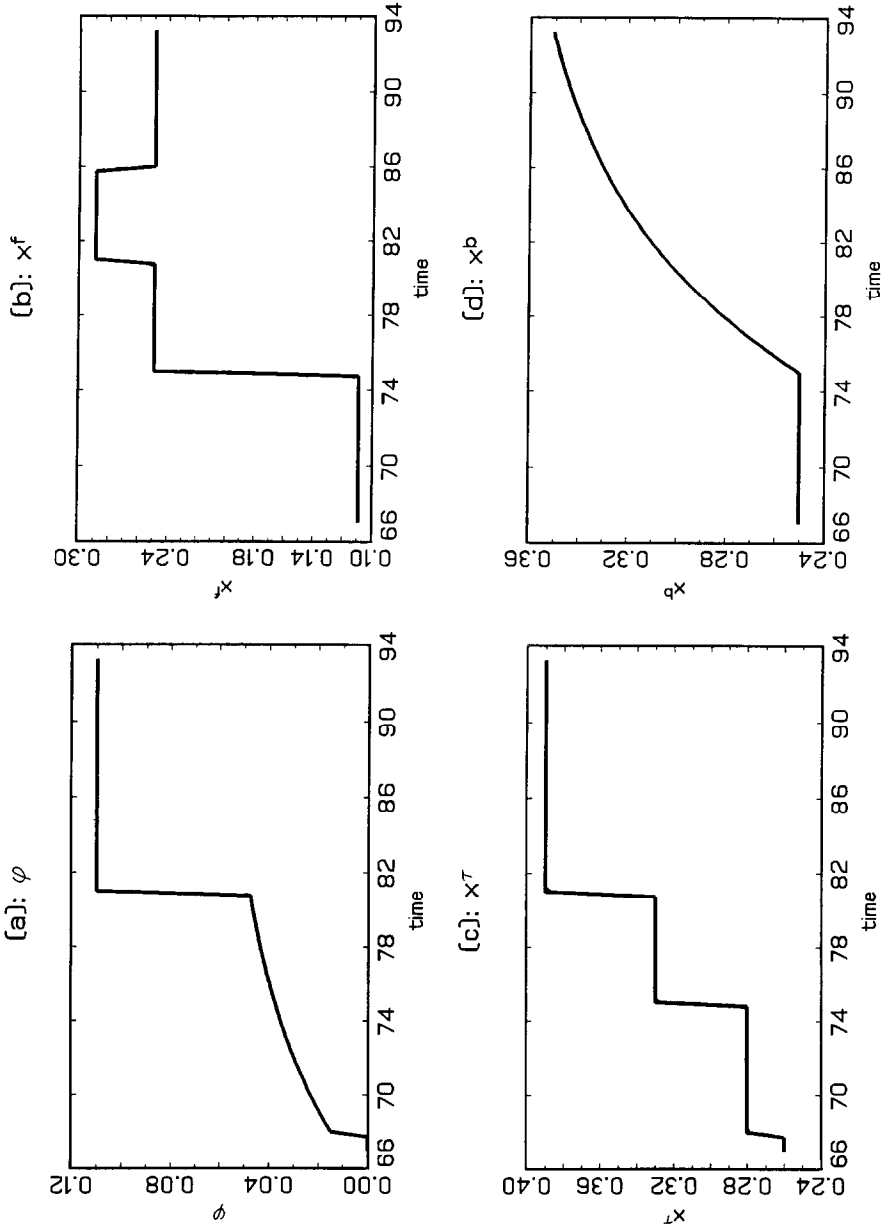 (a): φ
φ
0.12
0.08
0.04
0.00
66 70 74 78 82 86 90 94
time
(b): x^f
x^f
0.30
0.24
0.18
0.14
0.10
66 70 74 78 82 86 90 94
time
(c): x^τ
x^τ
0.40
0.36
0.32
0.28
0.24
66 70 74 78 82 86 90 94
time
(d): x^b
x^b
0.36
0.32
0.28
0.24
66 70 74 78 82 86 90 94
time